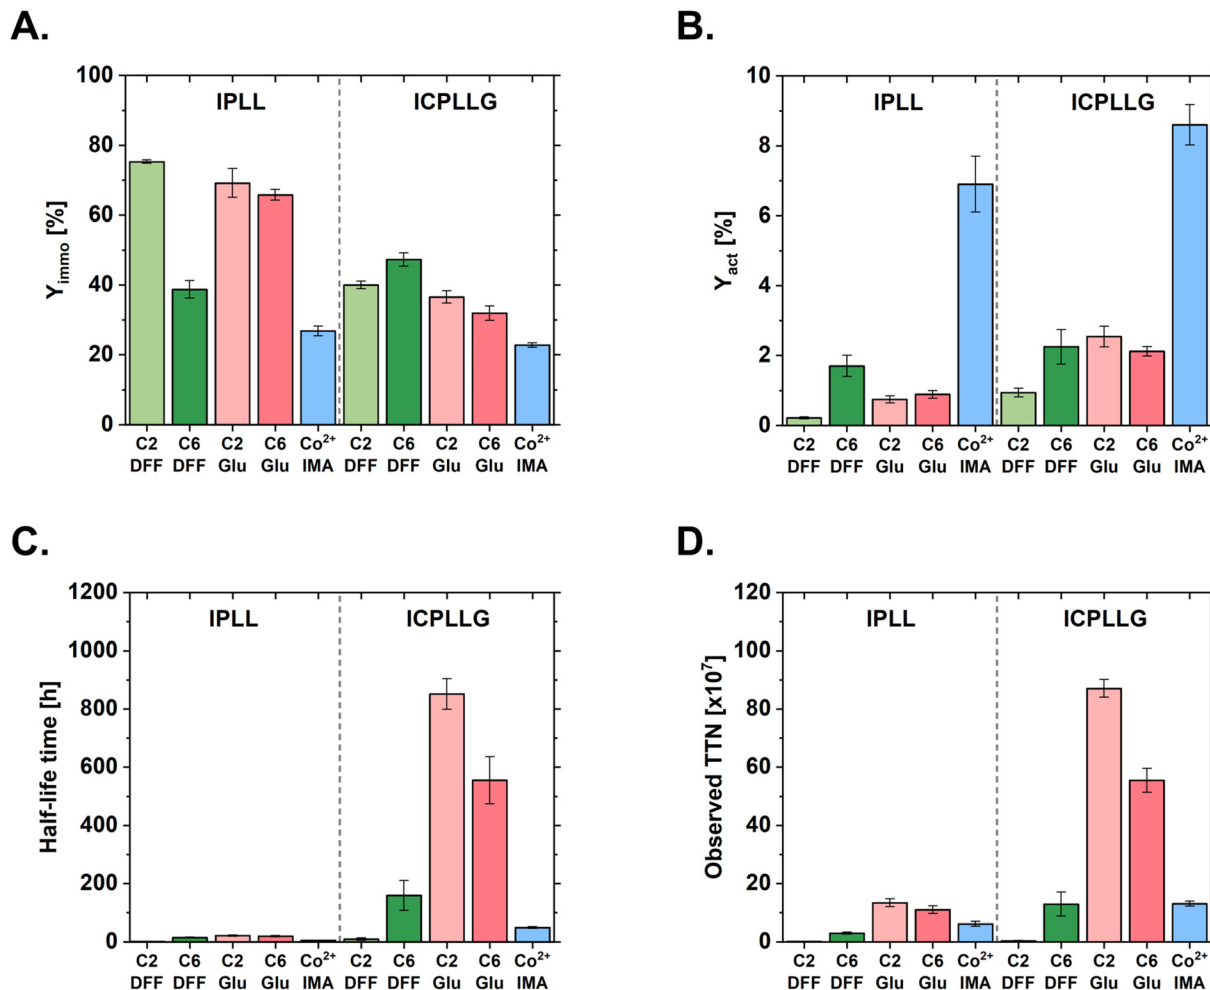 A.
Y_immo [%]
100
80
60
40
20
0
IPLL
ICPLLG
C2 C6 C2 C6 Co²⁺ C2 C6 C2 C6 Co²⁺
DFF DFF Glu Glu IMA DFF DFF Glu Glu IMA
B.
Y_act [%]
10
8
6
4
2
0
IPLL
ICPLLG
C2 C6 C2 C6 Co²⁺ C2 C6 C2 C6 Co²⁺
DFF DFF Glu Glu IMA DFF DFF Glu Glu IMA
C.
Half-life time [h]
1200
1000
800
600
400
200
0
IPLL
ICPLLG
C2 C6 C2 C6 Co²⁺ C2 C6 C2 C6 Co²⁺
DFF DFF Glu Glu IMA DFF DFF Glu Glu IMA
D.
Observed TTN [x10⁷]
120
100
80
60
40
20
0
IPLL
ICPLLG
C2 C6 C2 C6 Co²⁺ C2 C6 C2 C6 Co²⁺
DFF DFF Glu Glu IMA DFF DFF Glu Glu IMA